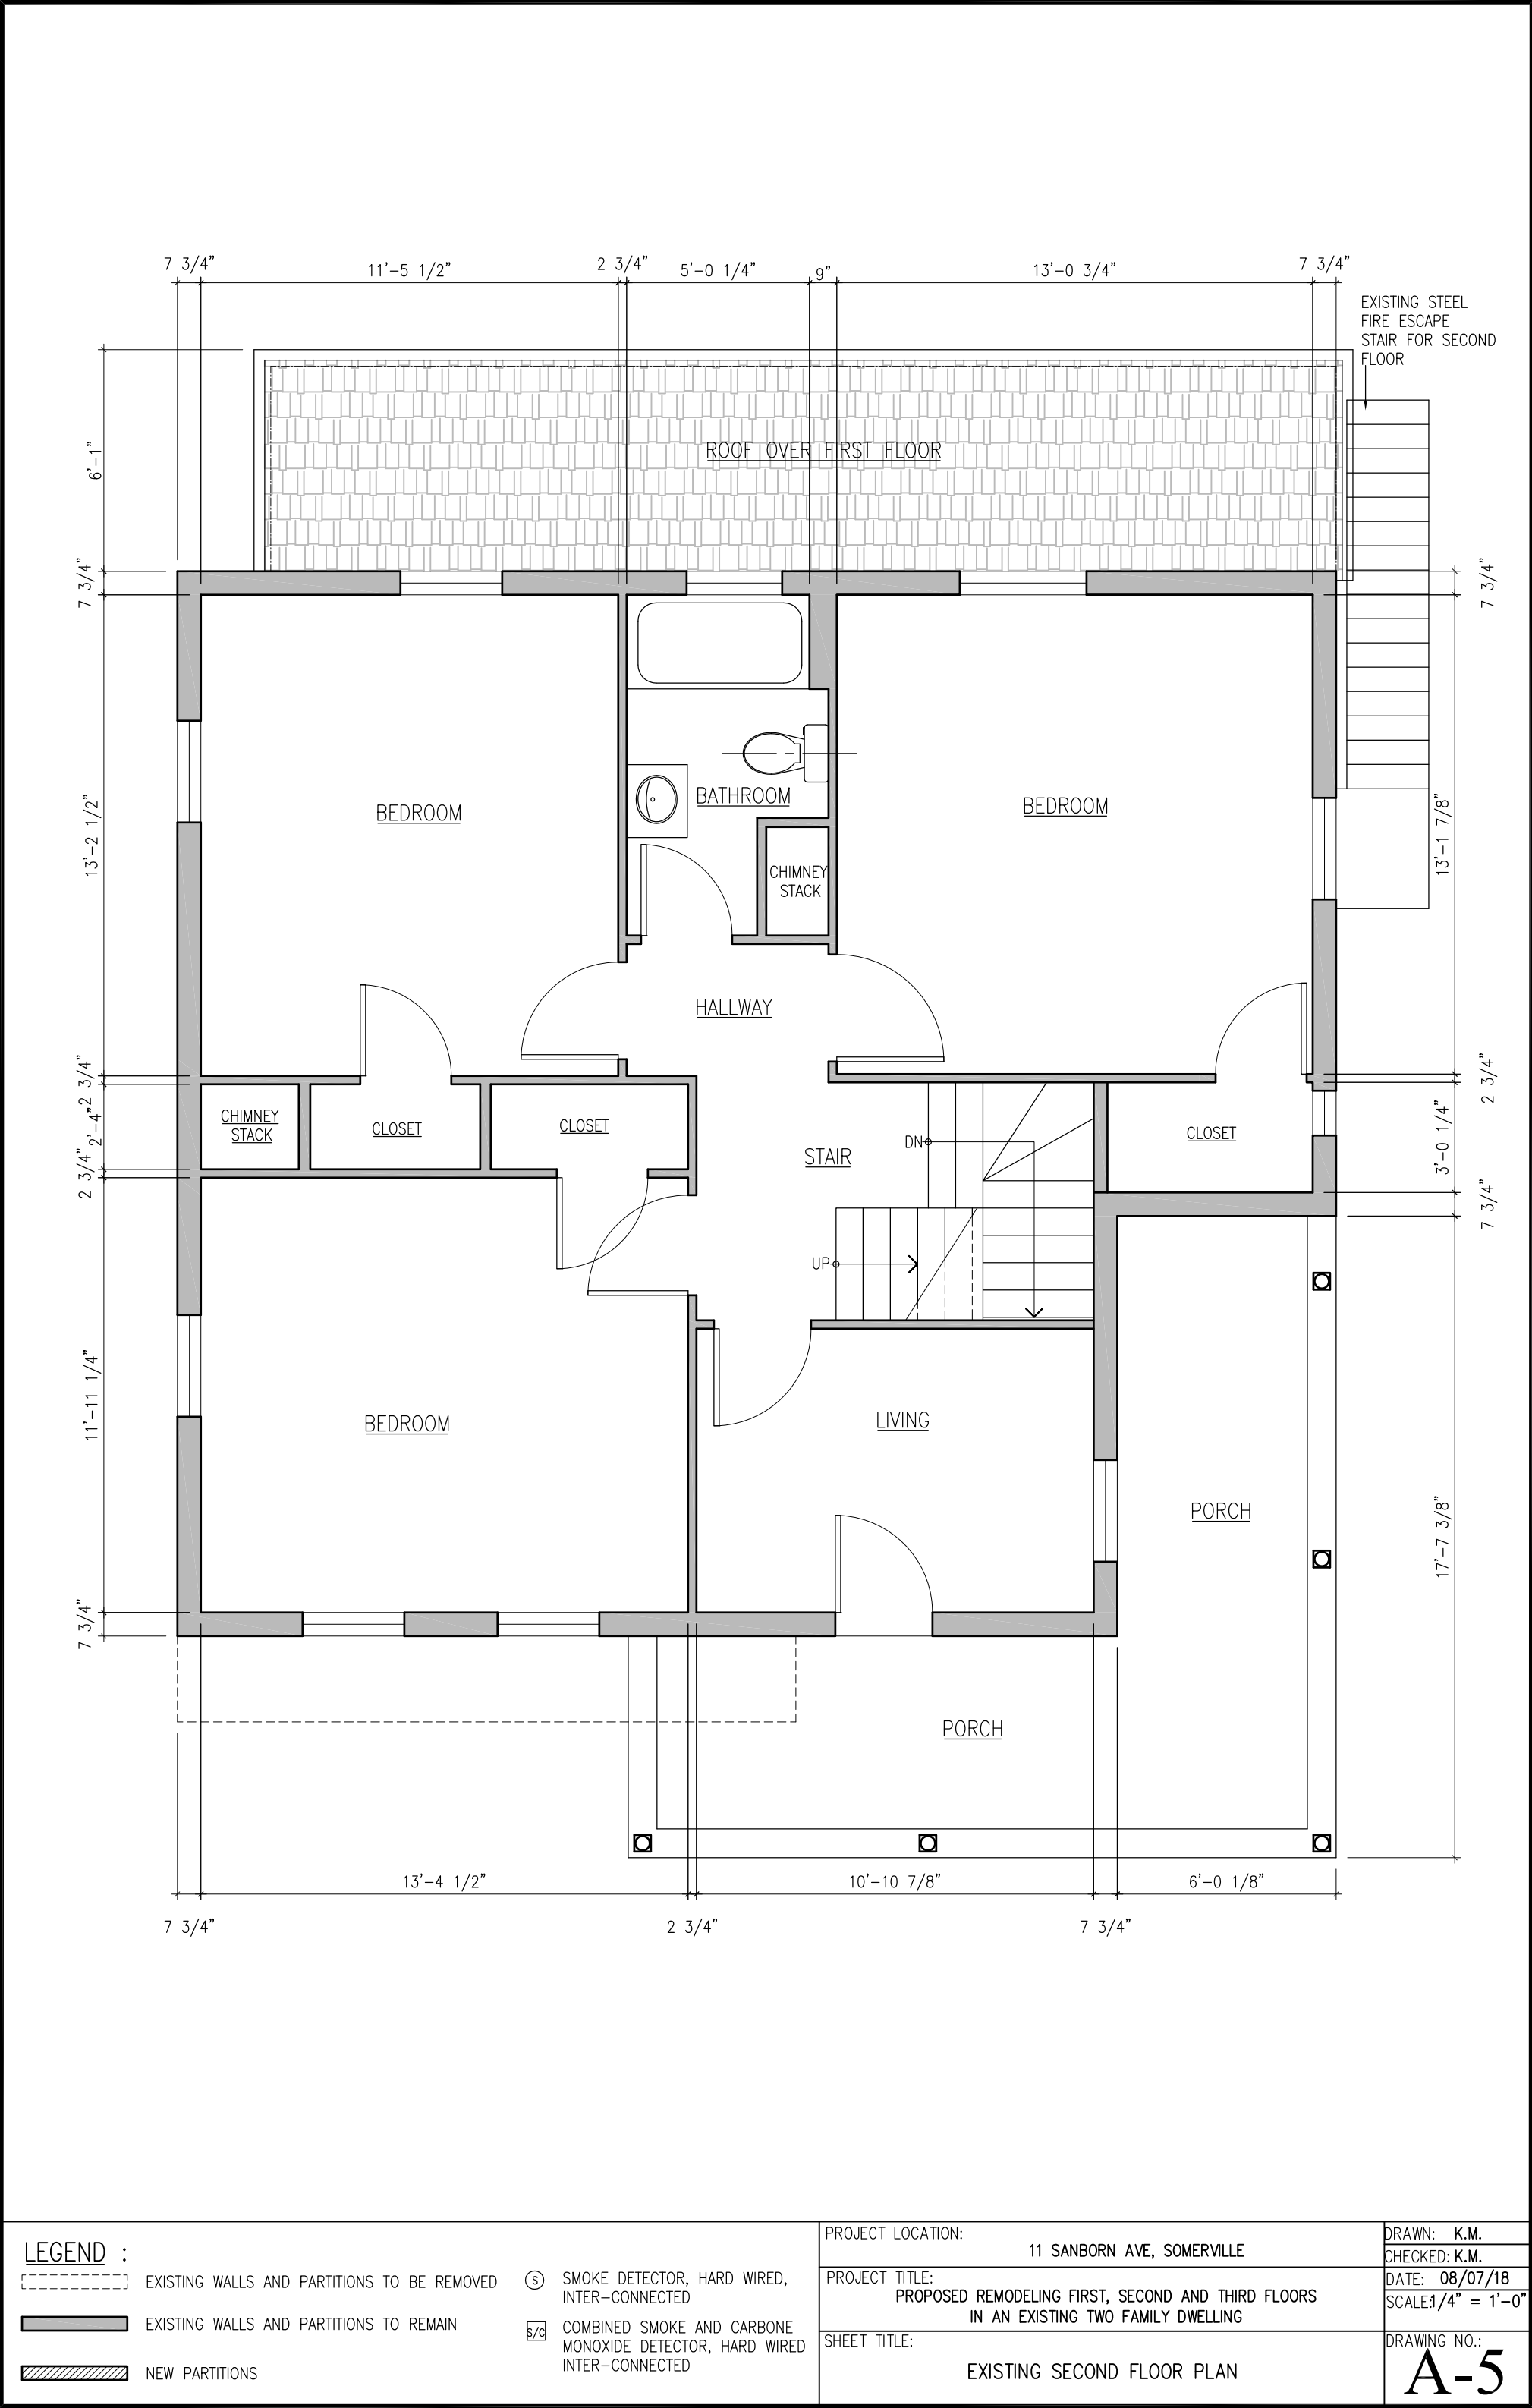 7 3/4"
11'-5 1/2"
2 3/4"
5'-0 1/4"
9"
13'-0 3/4"
7 3/4"
EXISTING STEEL
FIRE ESCAPE
STAIR FOR SECOND
FLOOR
6'-1"
ROOF OVER FIRST FLOOR
7 3/4"
7 3/4"
13'-2 1/2"
BEDROOM
BATHROOM
BEDROOM
13'-1 7/8"
CHIMNEY
STACK
HALLWAY
2 3/4"
2'-4"
2 3/4"
CHIMNEY
STACK
CLOSET
CLOSET
STAIR
DN
UP
CLOSET
2 3/4"
3'-0 1/4"
7 3/4"
11'-11 1/4"
BEDROOM
LIVING
PORCH
17'-7 3/8"
7 3/4"
PORCH
13'-4 1/2"
10'-10 7/8"
6'-0 1/8"
7 3/4"
2 3/4"
7 3/4"
LEGEND :
EXISTING WALLS AND PARTITIONS TO BE REMOVED
EXISTING WALLS AND PARTITIONS TO REMAIN
NEW PARTITIONS
S
SMOKE DETECTOR, HARD WIRED,
INTER-CONNECTED
S/C
COMBINED SMOKE AND CARBONE
MONOXIDE DETECTOR, HARD WIRED
INTER-CONNECTED
PROJECT LOCATION:
11 SANBORN AVE, SOMERVILLE
PROJECT TITLE:
PROPOSED REMODELING FIRST, SECOND AND THIRD FLOORS
IN AN EXISTING TWO FAMILY DWELLING
SHEET TITLE:
EXISTING SECOND FLOOR PLAN
DRAWN: K.M.
CHECKED: K.M.
DATE: 08/07/18
SCALE: 1/4" = 1'-0"
DRAWING NO.:
A-5